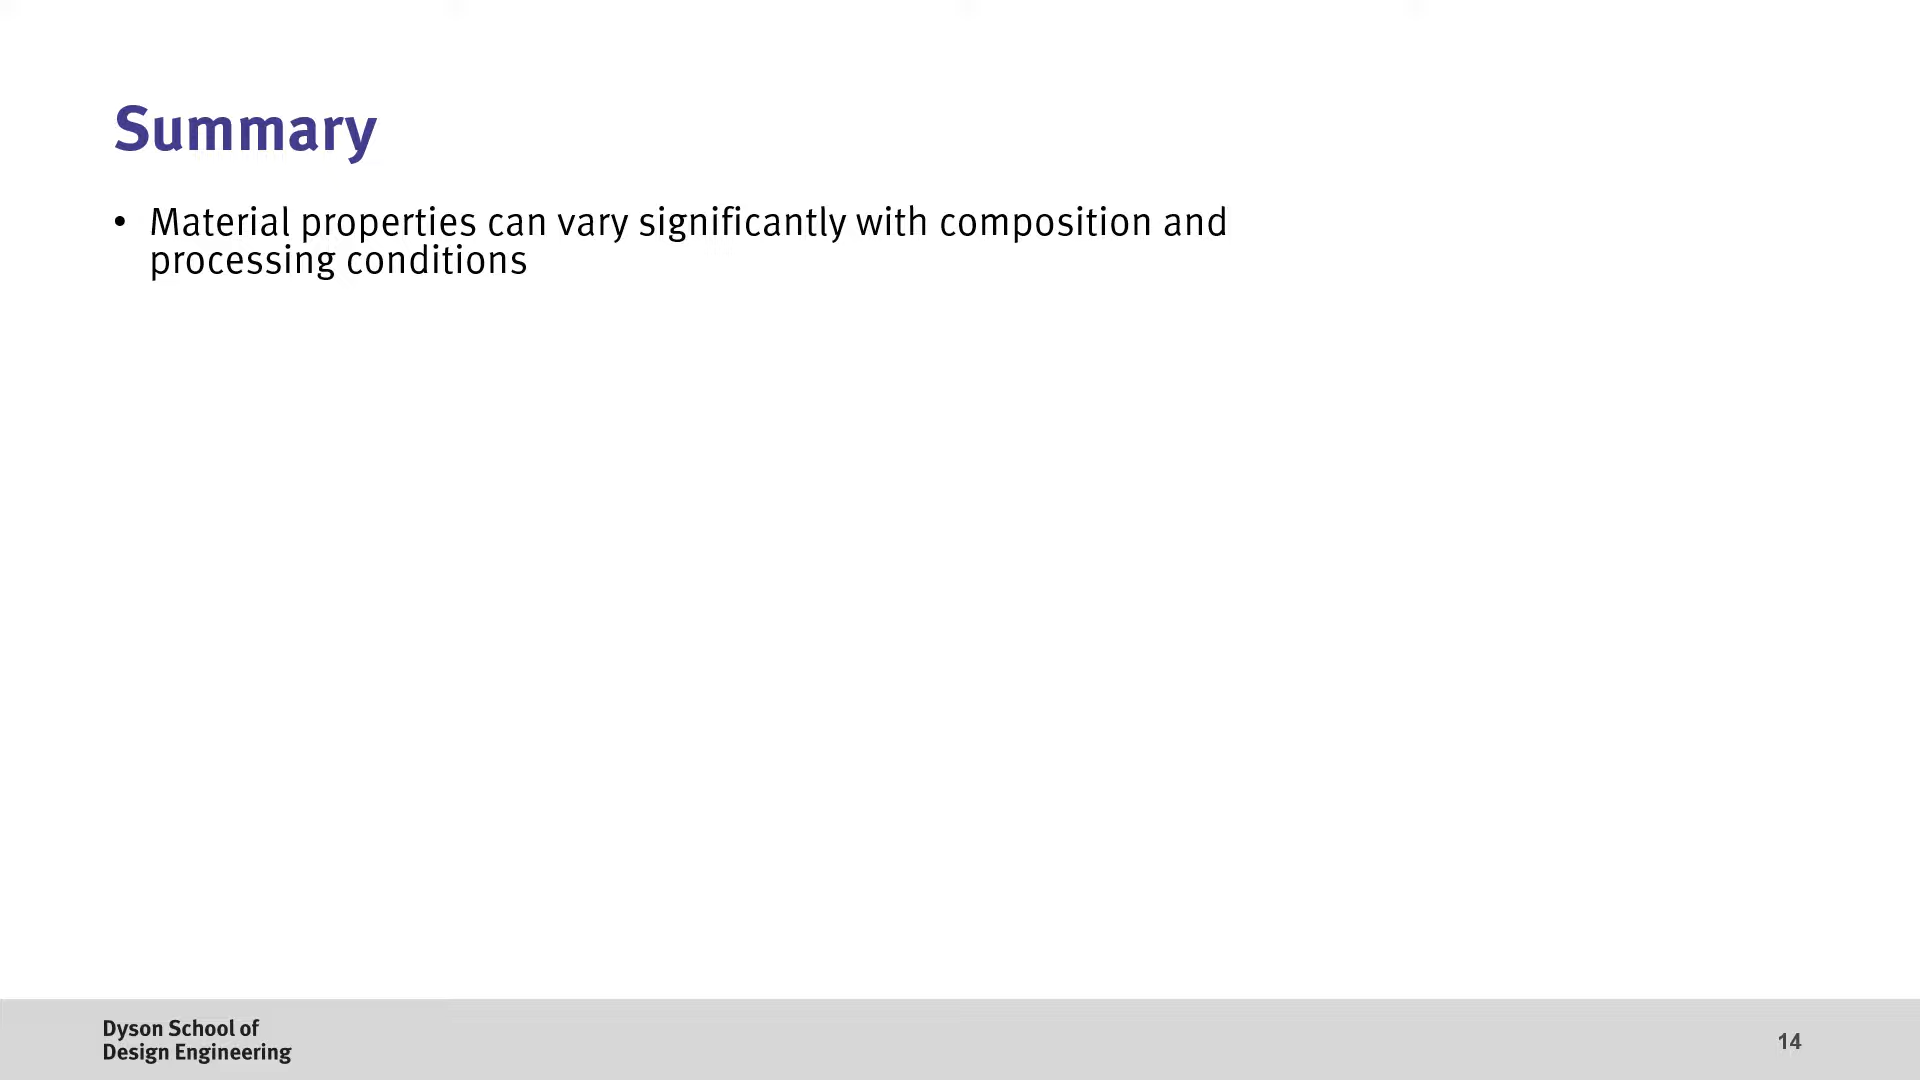 Summary
• Material properties can vary significantly with composition and
processing conditions
Dyson School of
Design Engineering
14